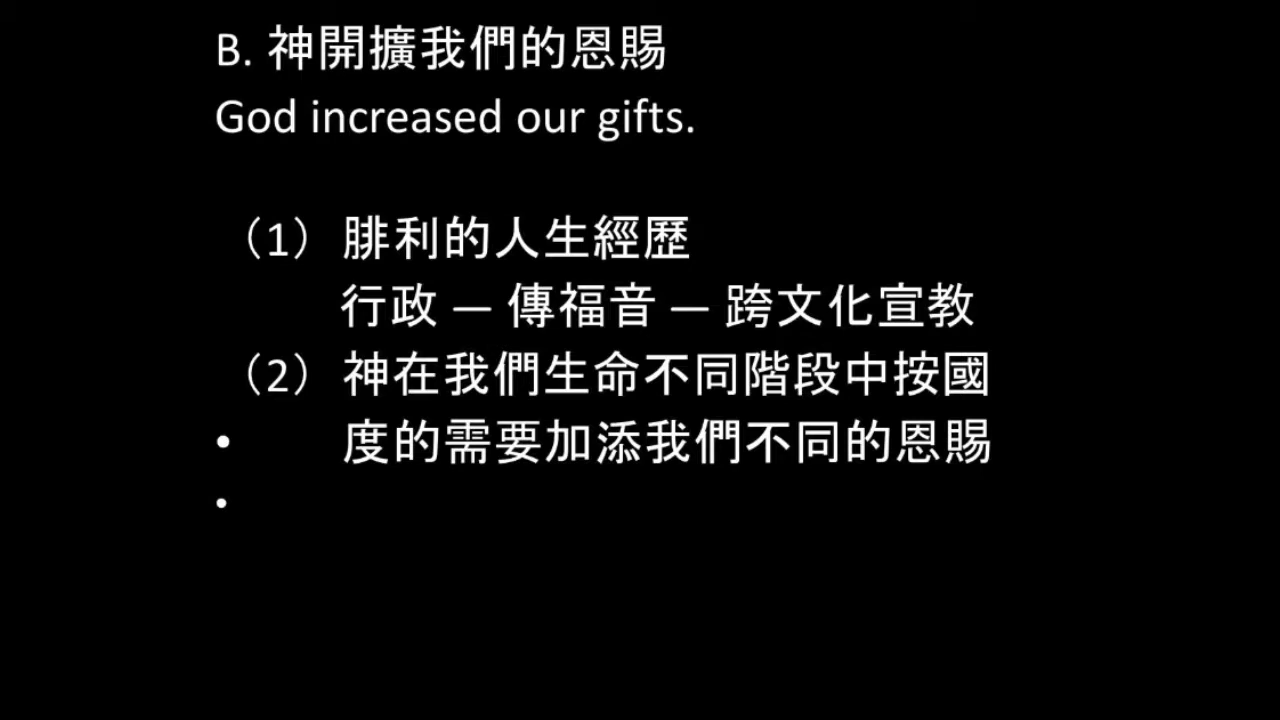 B. 神開擴我們的恩賜
God increased our gifts.
（1） 腓利的人生經歷
行政 — 傳福音 — 跨文化宣教
（2） 神在我們生命不同階段中按國
• 度的需要加添我們不同的恩賜
•